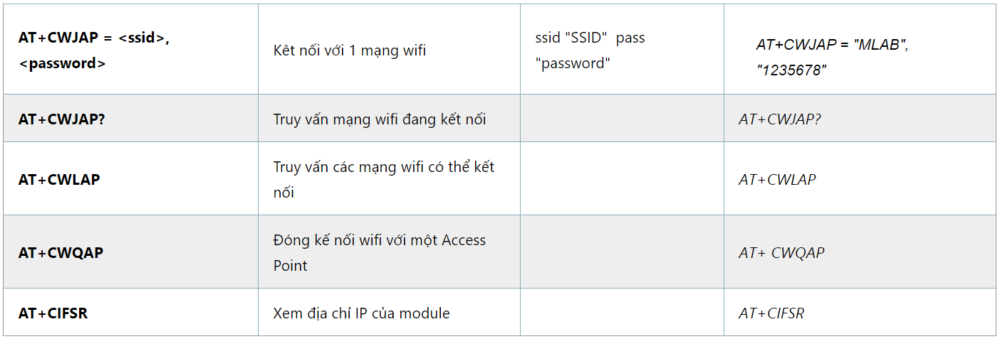 AT+CWJAP = <ssid>,
<password>
Kêt nối với 1 mạng wifi
ssid "SSID"  pass
"password"
AT+CWJAP = "MLAB",
"1235678"
AT+CWJAP?
Truy vấn mạng wifi đang kết nối
AT+CWJAP?
AT+CWLAP
Truy vấn các mạng wifi có thể kết
nối
AT+CWLAP
AT+CWQAP
Đóng kế nối wifi với một Access
Point
AT+ CWQAP
AT+CIFSR
Xem địa chỉ IP của module
AT+CIFSR